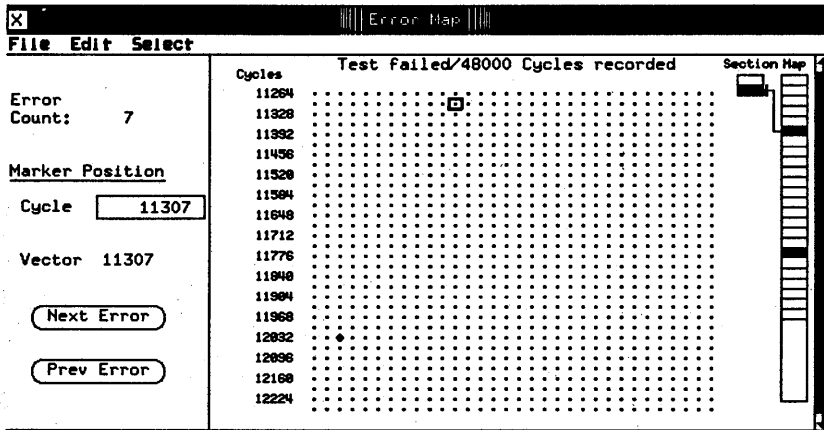 X
Error Map
File Edit Select
Error
Count: 7
Marker Position
Cycle 11307
Vector 11307
Next Error
Prev Error
Test failed/48000 Cycles recorded
Cycles
11264
11328
11392
11456
11520
11584
11648
11712
11776
11840
11904
11968
12032
12096
12160
12224
Section Map